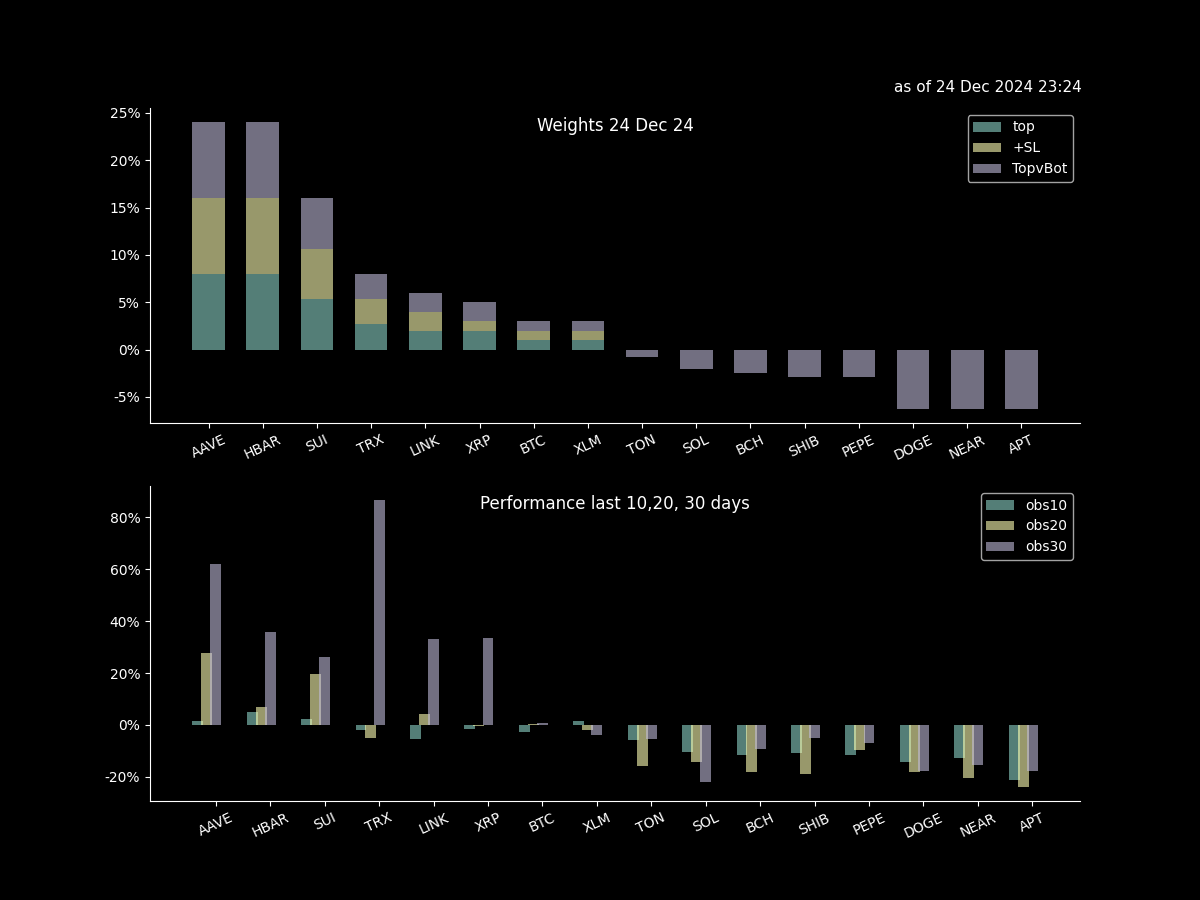 as of 24 Dec 2024 23:24
Weights 24 Dec 24
top
+SL
TopvBot
25%
20%
15%
10%
5%
0%
-5%
AAVE HBAR SUI TRX LINK XRP BTC XLM TON SOL BCH SHIB PEPE DOGE NEAR APT
Performance last 10,20, 30 days
obs10
obs20
obs30
80%
60%
40%
20%
0%
-20%
AAVE HBAR SUI TRX LINK XRP BTC XLM TON SOL BCH SHIB PEPE DOGE NEAR APT